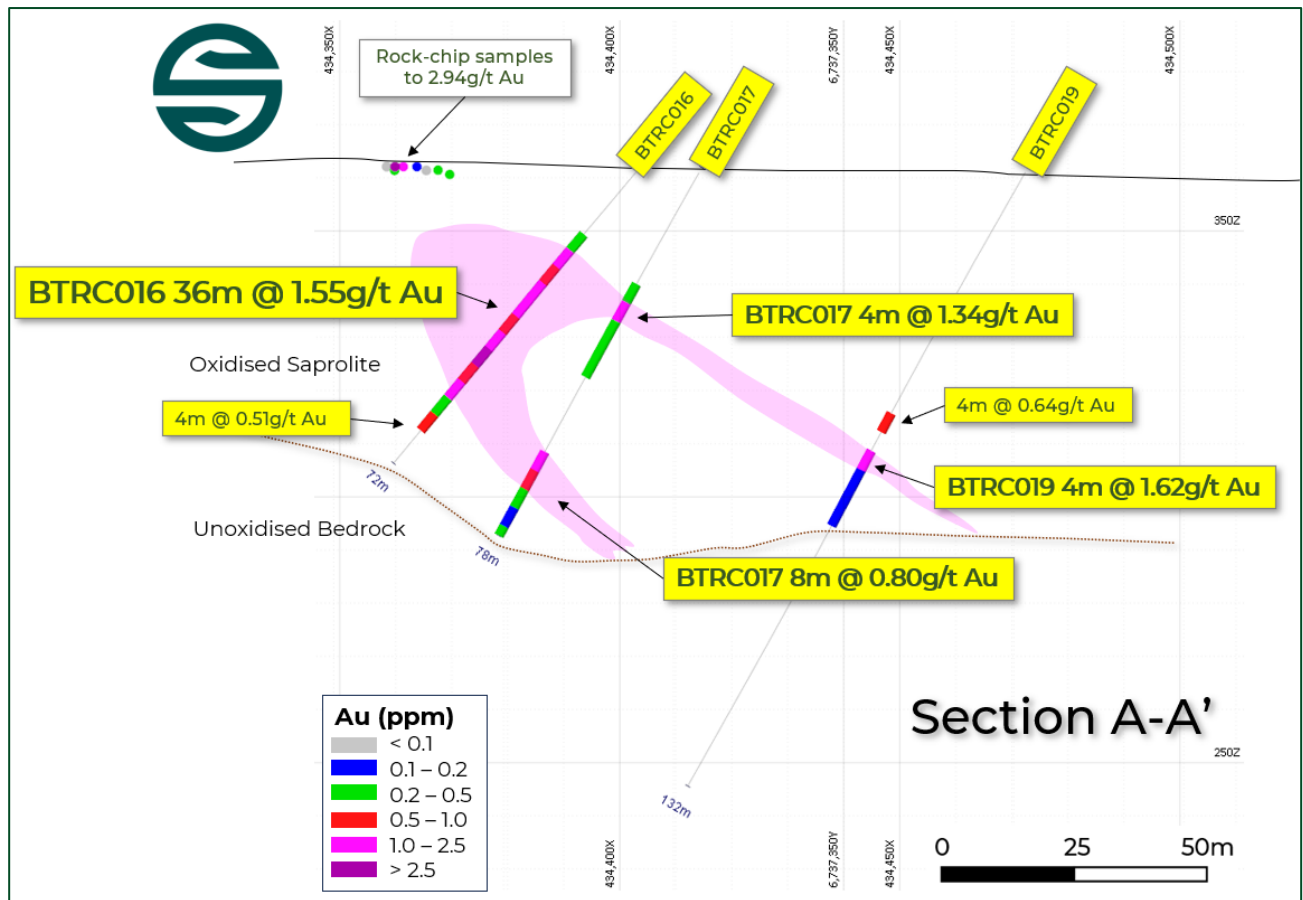 434,350X
434,400X
6,737,350Y
434,450X
434,500X
Rock-chip samples
to 2.94g/t Au
BTRC016
BTRC017
BTRC019
350Z
BTRC016 36m @ 1.55g/t Au
BTRC017 4m @ 1.34g/t Au
Oxidised Saprolite
4m @ 0.51g/t Au
4m @ 0.64g/t Au
72m
BTRC019 4m @ 1.62g/t Au
Unoxidised Bedrock
78m
BTRC017 8m @ 0.80g/t Au
Section A-A’
250Z
132m
Au (ppm)
< 0.1
0.1 – 0.2
0.2 – 0.5
0.5 – 1.0
1.0 – 2.5
> 2.5
434,400X
6,737,350Y
434,450X
0 25 50m